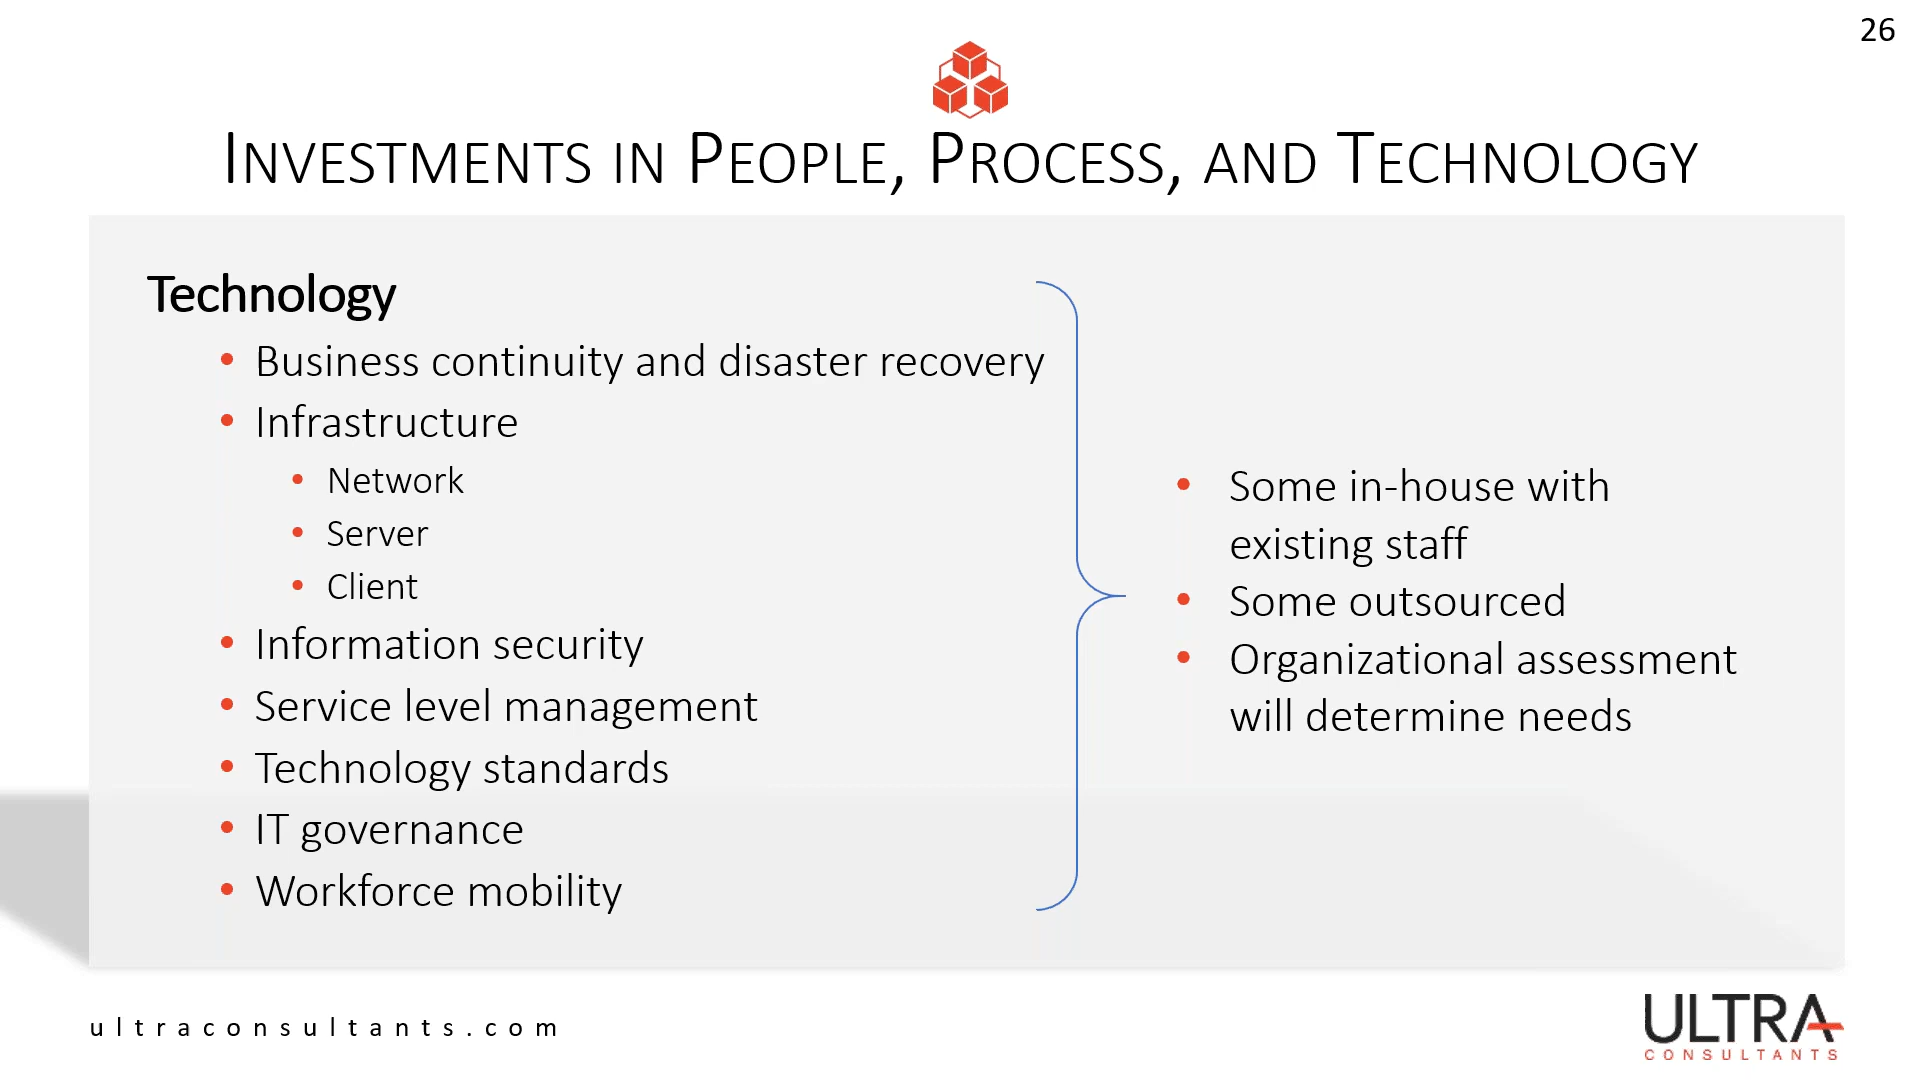 26
Investments in People, Process, and Technology
Technology
• Business continuity and disaster recovery
• Infrastructure
• Network
• Server
• Client
• Information security
• Service level management
• Technology standards
• IT governance
• Workforce mobility
• Some in-house with
existing staff
• Some outsourced
• Organizational assessment
will determine needs
ultraconsultants.com
ULTRA
CONSULTANTS